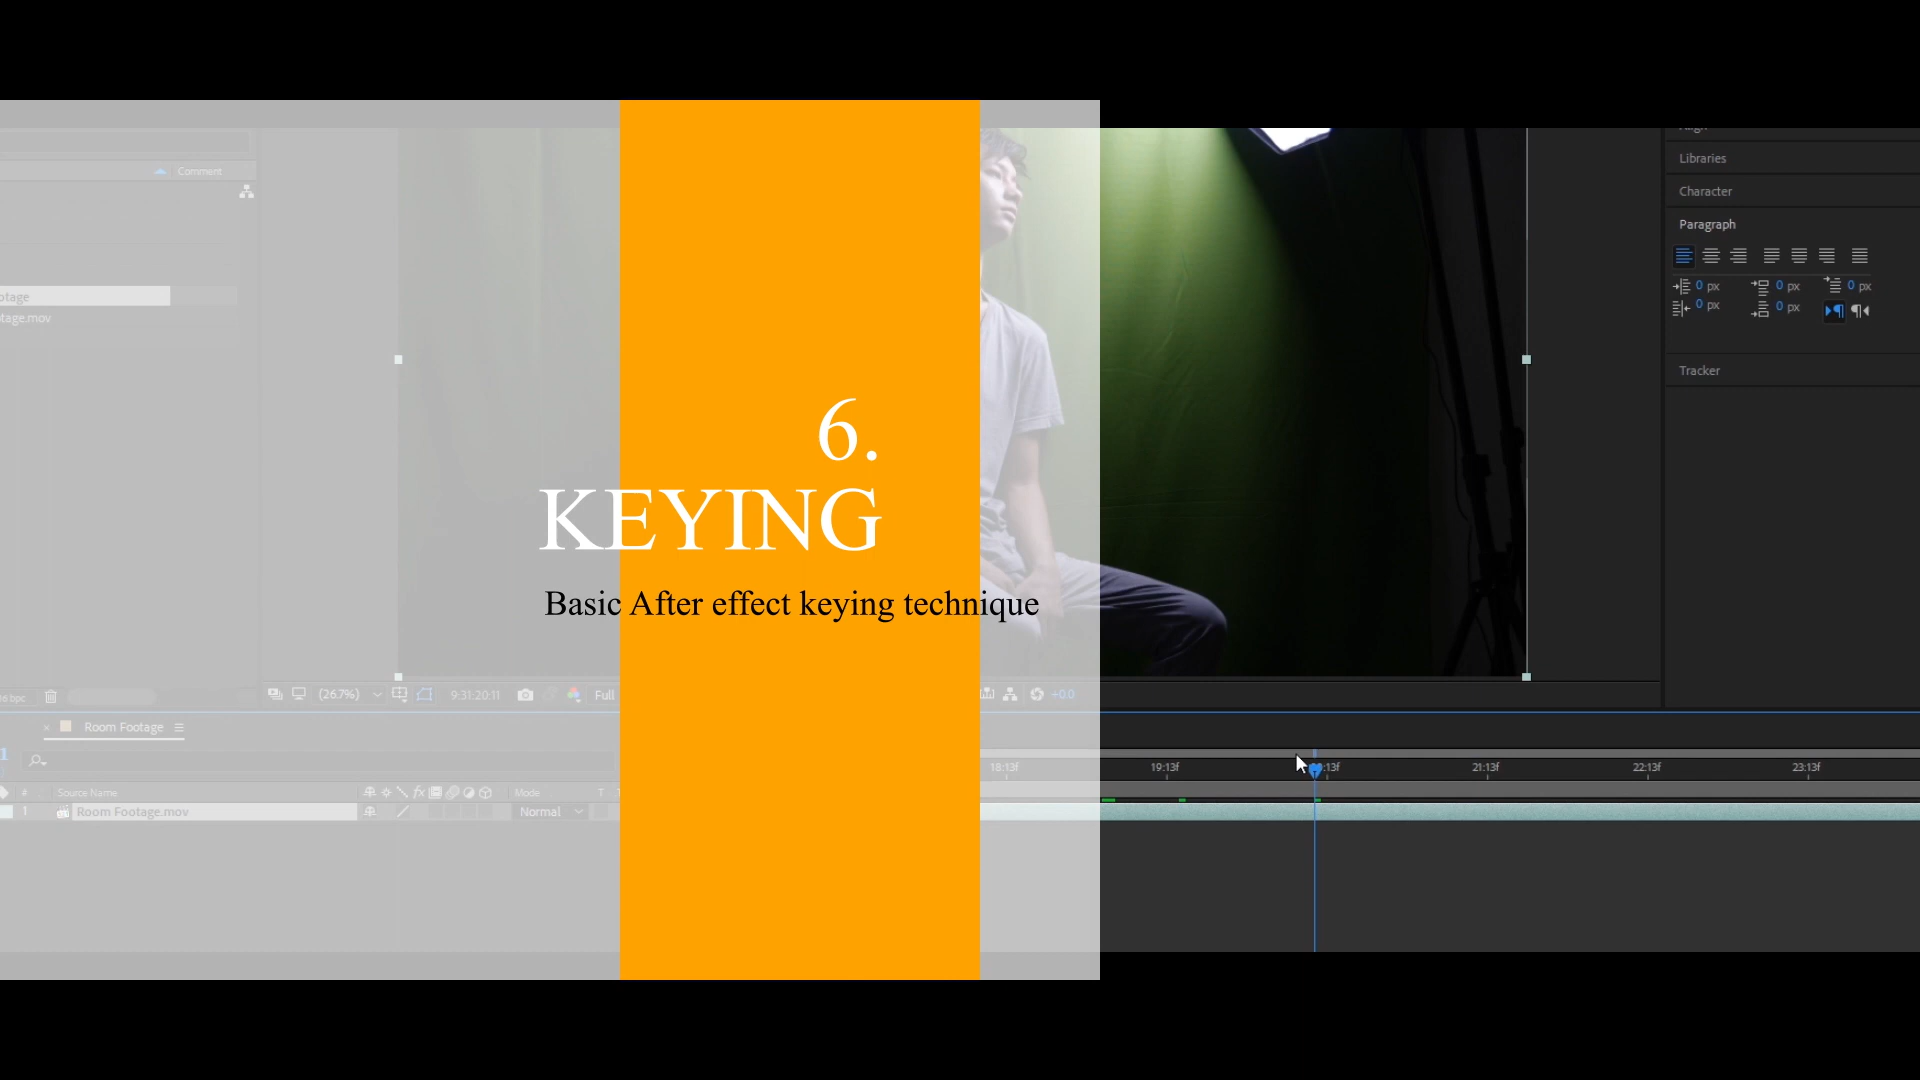 Libraries
Character
Paragraph
0 px
0 px
0 px
0 px
0 px
Tracker
Comment
otage
tage.mov
6.
KEYING
Basic After effect keying technique
16 bpc
(26.7%)
9:31:20:11
Full
+0.0
Room Footage
18:13f
19:13f
:13f
21:13f
22:13f
23:13f
#
Source Name
fx
Mode
T
1
Room Footage.mov
Normal